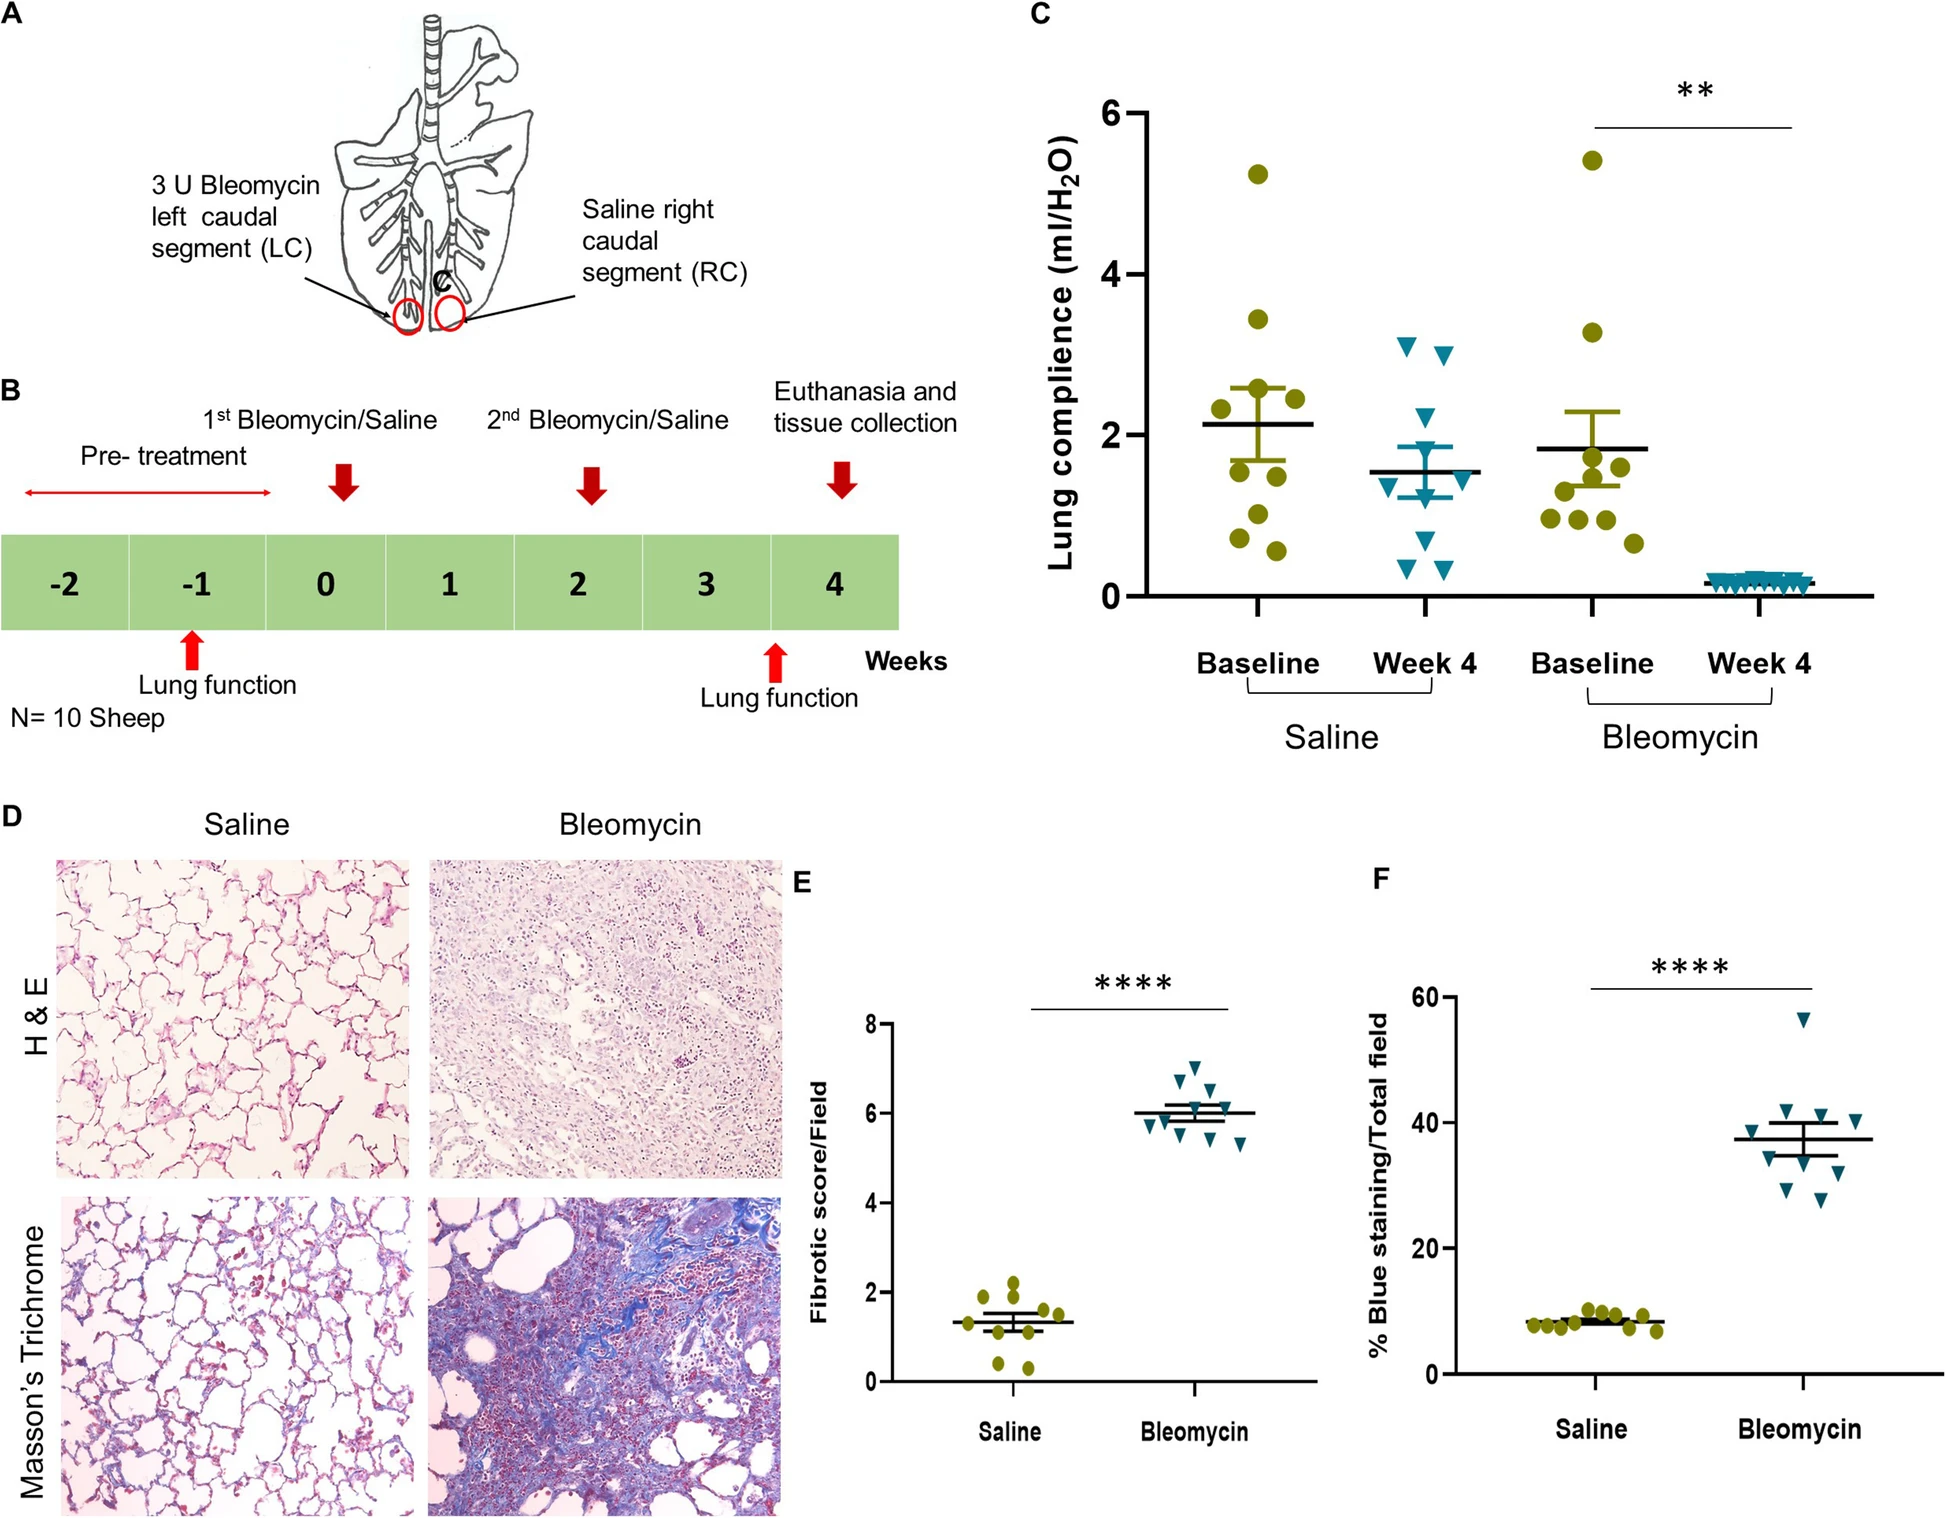 A
3 U Bleomycin
left caudal
segment (LC)
Saline right
caudal
segment (RC)
C
B
1st Bleomycin/Saline
2nd Bleomycin/Saline
Euthanasia and
tissue collection
Pre- treatment
-2 -1 0 1 2 3 4
Weeks
Lung function
Lung function
N= 10 Sheep
C
**
Lung complience (ml/H2O)
6
4
2
0
Baseline Week 4 Baseline Week 4
Saline Bleomycin
D
Saline Bleomycin
H & E
Masson's Trichrome
E
****
Fibrotic score/Field
8
6
4
2
0
Saline Bleomycin
F
****
% Blue staining/Total field
60
40
20
0
Saline Bleomycin